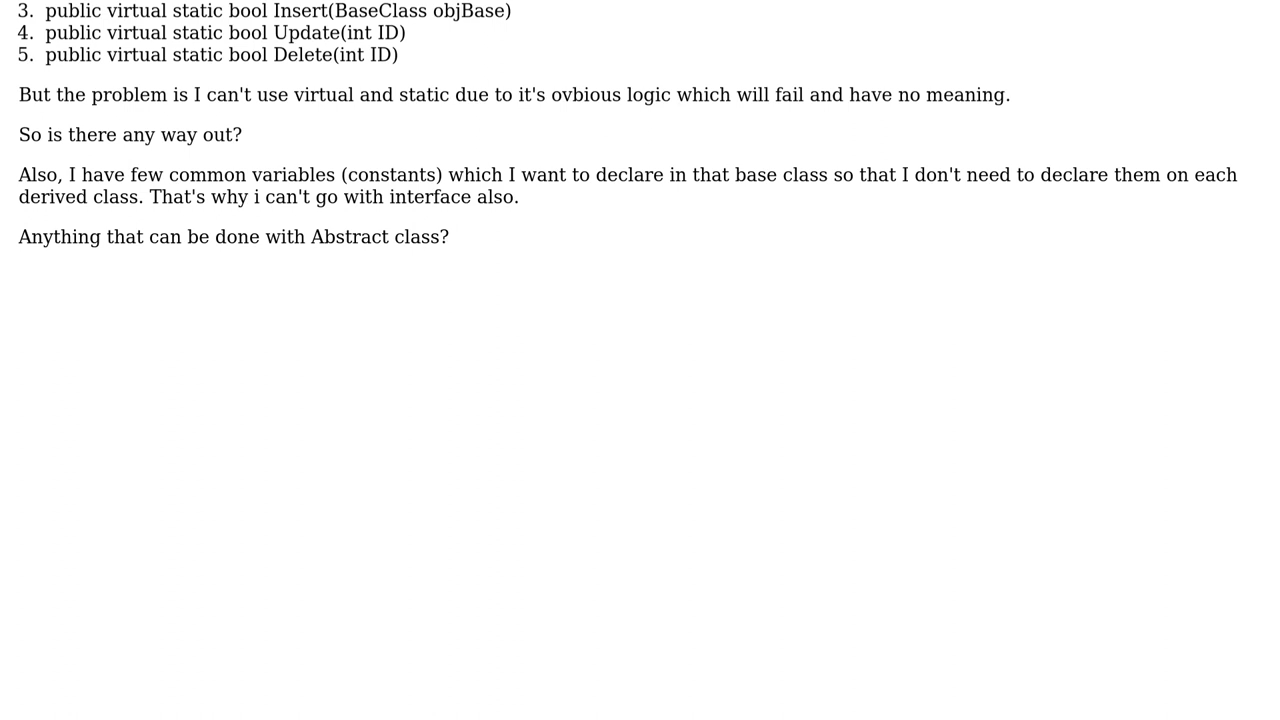 3. public virtual static bool Insert(BaseClass objBase)
4. public virtual static bool Update(int ID)
5. public virtual static bool Delete(int ID)
But the problem is I can't use virtual and static due to it's ovbious logic which will fail and have no meaning.
So is there any way out?
Also, I have few common variables (constants) which I want to declare in that base class so that I don't need to declare them on each
derived class. That's why i can't go with interface also.
Anything that can be done with Abstract class?